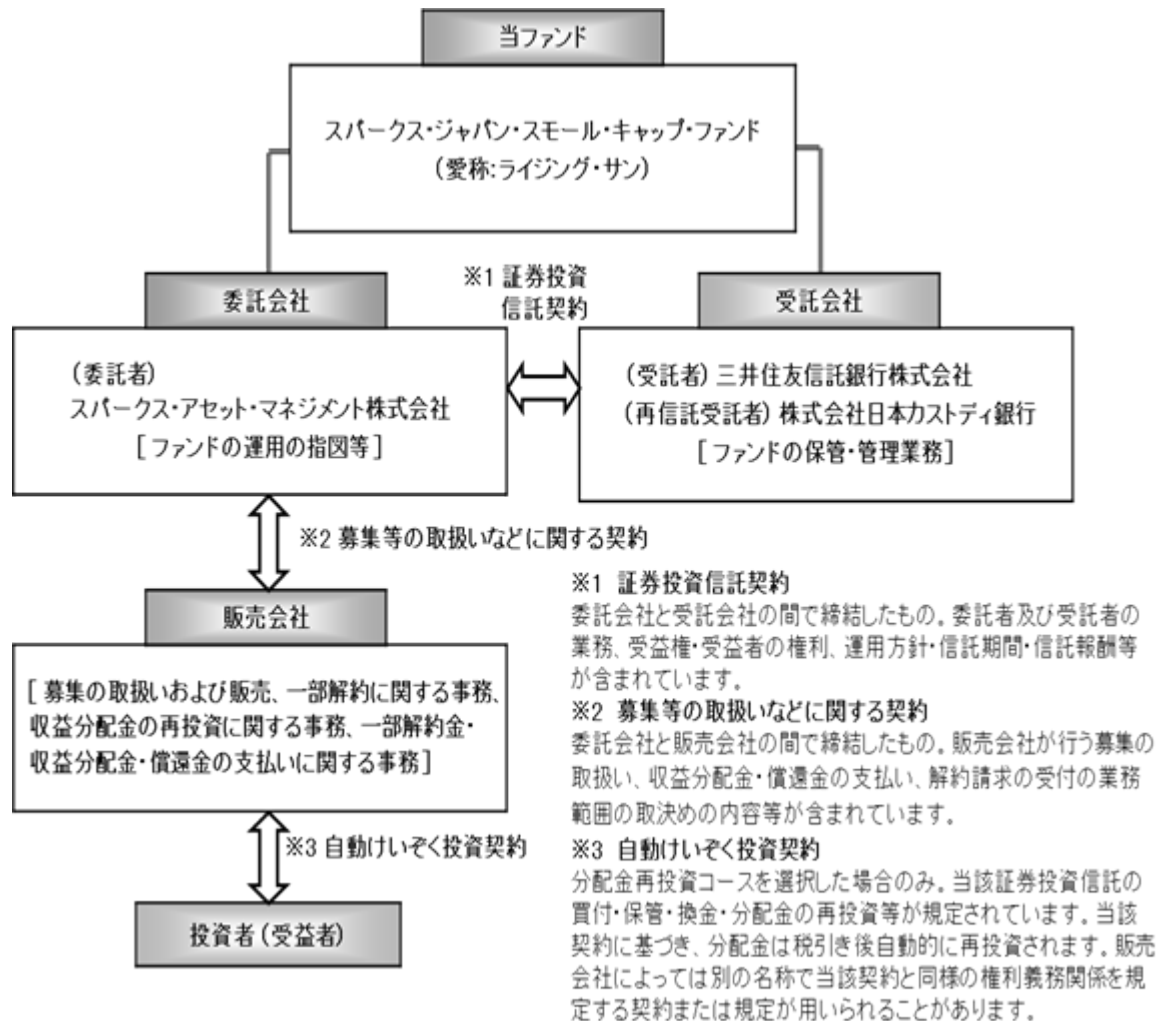 当ファンド
スパークス・ジャパン・スモール・キャップ・ファンド
(愛称:ライジング・サン)
委託会社
※1 証券投資
信託契約
受託会社
(委託者)
スパークス・アセット・マネジメント株式会社
[ファンドの運用の指図等]
(受託者) 三井住友信託銀行株式会社
(再信託受託者) 株式会社日本カストディ銀行
[ファンドの保管・管理業務]
※2 募集等の取扱いなどに関する契約
販売会社
[ 募集の取扱いおよび販売、一部解約に関する事務、
収益分配金の再投資に関する事務、一部解約金・
収益分配金・償還金の支払いに関する事務]
※3 自動けいぞく投資契約
投資者(受益者)
※1 証券投資信託契約
委託会社と受託会社の間で締結したもの。委託者及び受託者の
業務、受益権・受益者の権利、運用方針・信託期間・信託報酬等
が含まれています。
※2 募集等の取扱いなどに関する契約
委託会社と販売会社の間で締結したもの。販売会社が行う募集の
取扱い、収益分配金・償還金の支払い、解約請求の受付の業務
範囲の取決めの内容等が含まれています。
※3 自動けいぞく投資契約
分配金再投資コースを選択した場合のみ。当該証券投資信託の
買付・保管・換金・分配金の再投資等が規定されています。当該
契約に基づき、分配金は税引き後自動的に再投資されます。販売
会社によっては別の名称で当該契約と同様の権利義務関係を規
定する契約または規定が用いられることがあります。